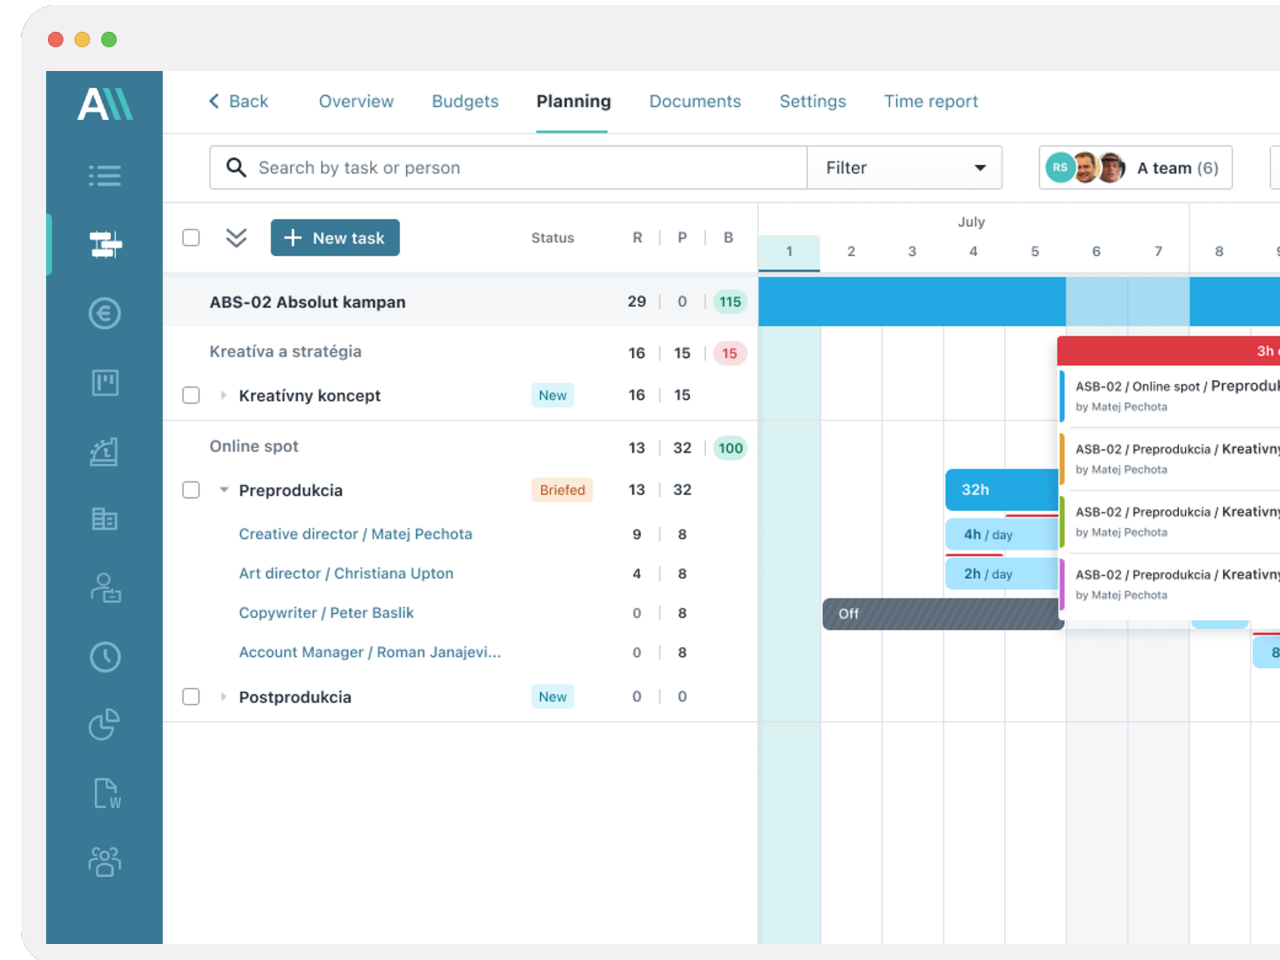 Back Overview Budgets Planning Documents Settings Time report
Search by task or person Filter RS A team (6)
July
New task Status R P B 1 2 3 4 5 6 7 8
ABS-02 Absolut kampan 29 0 115
Kreatíva a stratégia 16 15 15
3h
Kreatívny koncept New 16 15
ASB-02 / Online spot /
by Matej Pechota
Online spot 13 32 100
ASB-02 / Preprodukcia /
by Matej Pechota
Preprodukcia Briefed 13 32 32h
ASB-02 / Preprodukcia /
by Matej Pechota
Creative director / Matej Pechota 9 8 4h / day
Art director / Christiana Upton 4 8 2h / day
ASB-02 / Preprodukcia /
by Matej Pechota
Copywriter / Peter Baslik 0 8 Off
Account Manager / Roman Janajevi... 0 8 8
Postprodukcia New 0 0
W